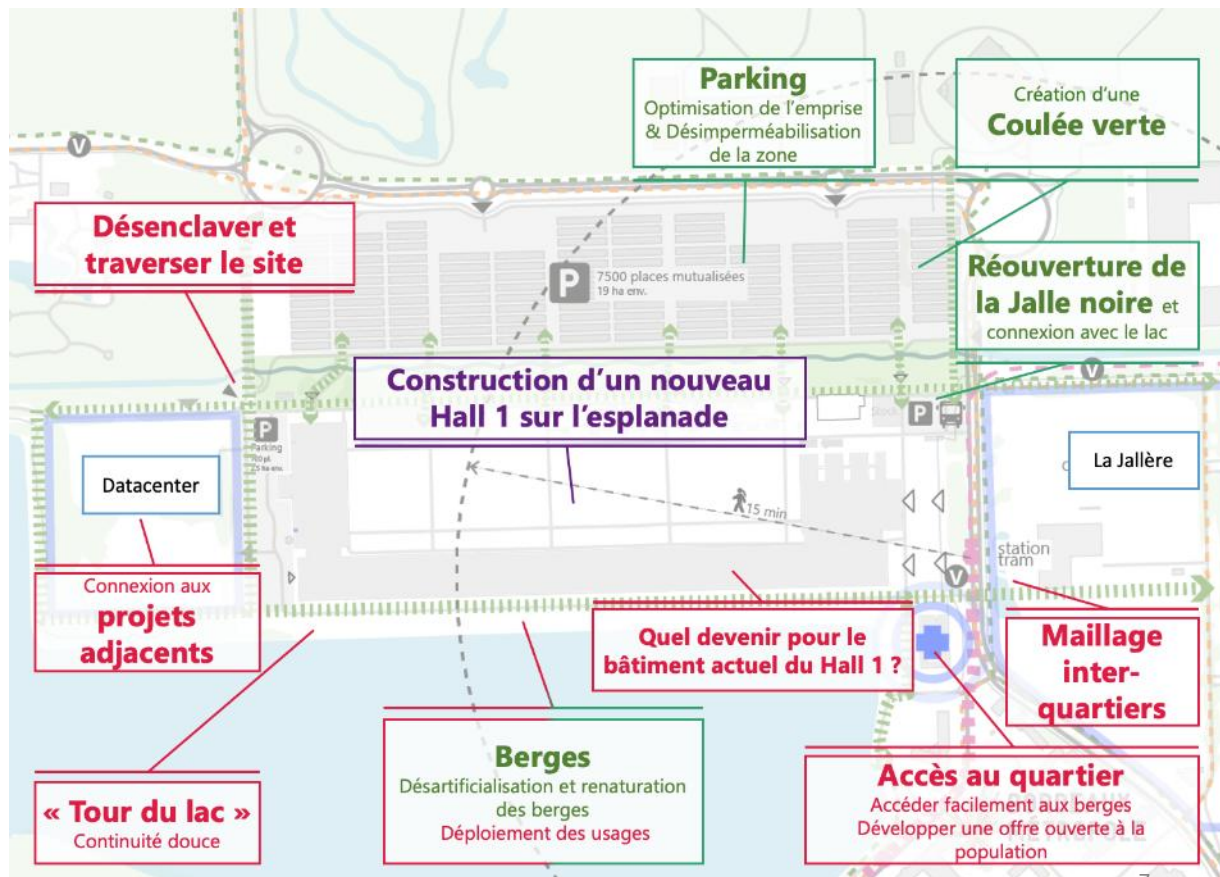 Parking
Optimisation de l'emprise
& Désimperméabilisation
de la zone
Création d'une
Coulée verte
V
Désenclaver et
traverser le site
P
7500 places mutualisées
19 ha env.
Réouverture de
la Jalle noire et
connexion avec le lac
V
Construction d'un nouveau
Hall 1 sur l'esplanade
P
P
Parking
Datacenter
La Jallère
15 min
station
tram
V
Connexion aux
projets
adjacents
Quel devenir pour le
bâtiment actuel du Hall 1 ?
Maillage
inter-
quartiers
Berges
Désartificialisation et renaturation
des berges
Déploiement des usages
« Tour du lac »
Continuité douce
Accès au quartier
Accéder facilement aux berges
Développer une offre ouverte à la
population
BORDEAUX
MÉTROPOLE